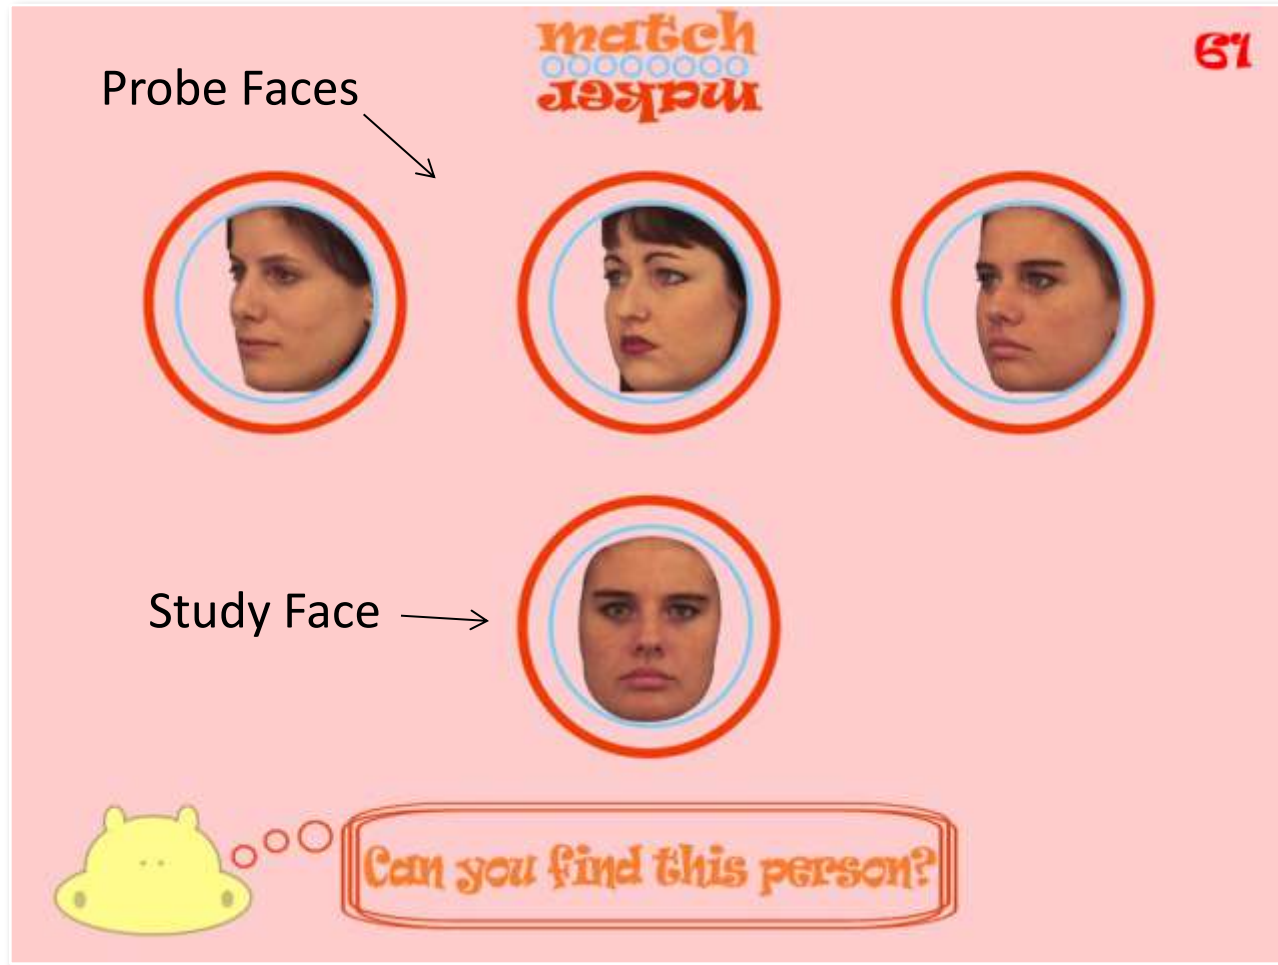 match
maker
61
Probe Faces
Study Face
Can you find this person?